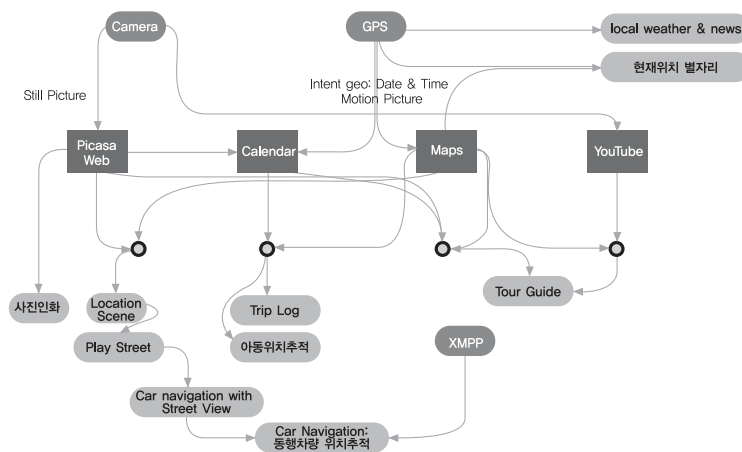 Camera
GPS
local weather & news
현재위치 별자리
Still Picture
Intent geo: Date & Time
Motion Picture
Picasa
Web
Calendar
Maps
YouTube
사진인화
Location
Scene
Trip Log
Tour Guide
Play Street
아동위치추적
XMPP
Car navigation with
Street View
Car Navigation:
동행차량 위치추적